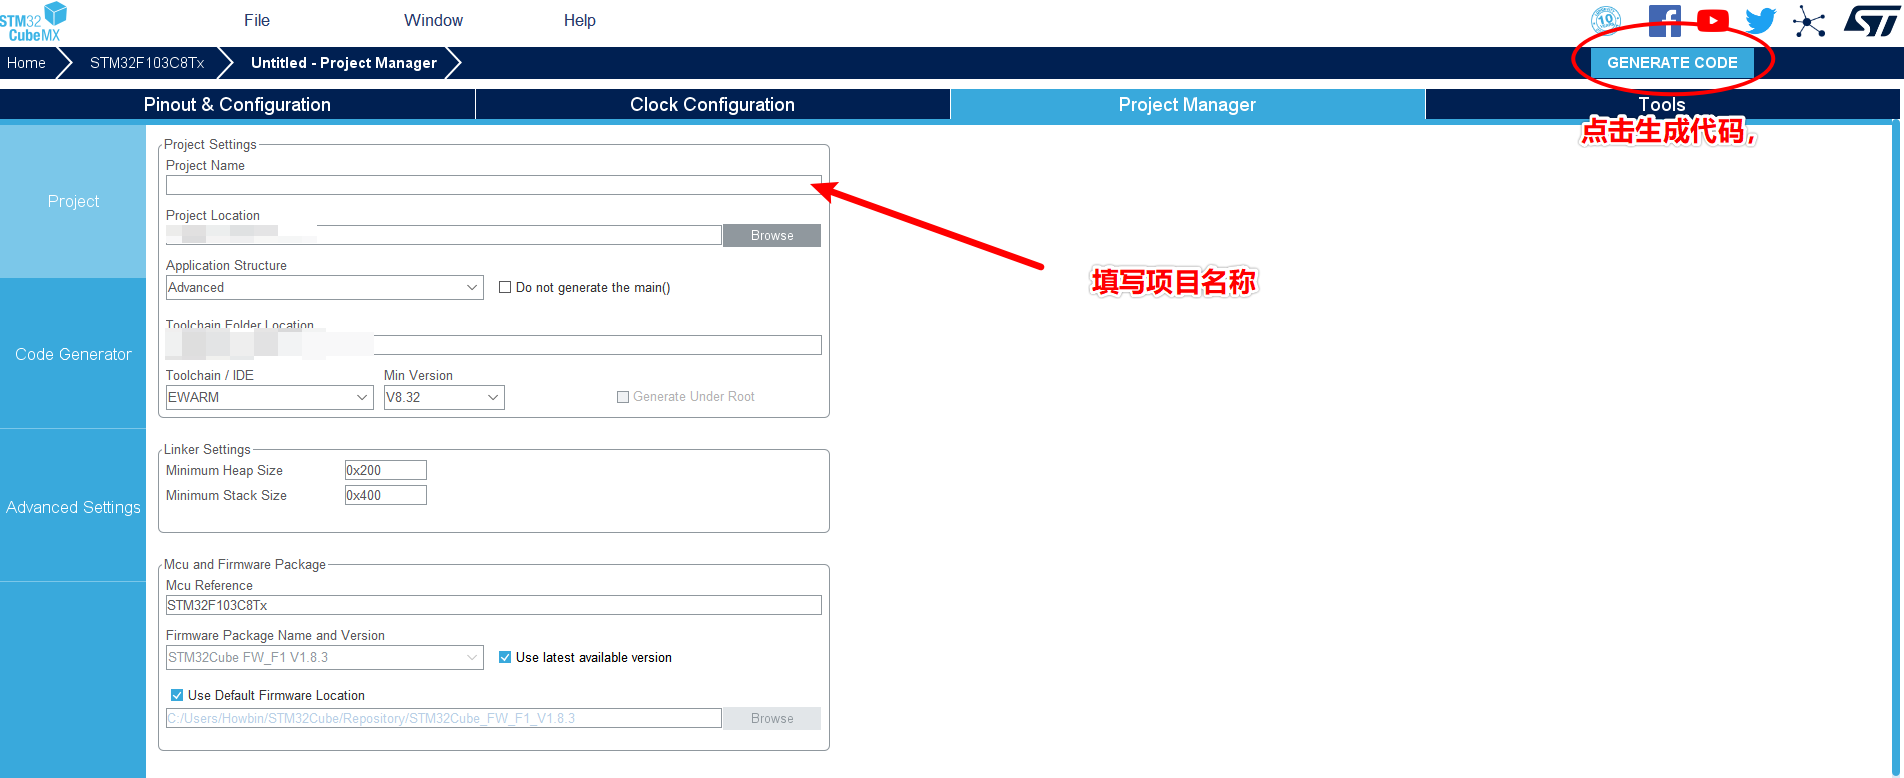 STM32
CubeMX
File
Window
Help
10
Home
STM32F103C8Tx
Untitled - Project Manager
GENERATE CODE
Pinout & Configuration
Clock Configuration
Project Manager
Tools
点击生成代码,
Project
Code Generator
Advanced Settings
Project Settings
Project Name
填写项目名称
Project Location
Browse
Application Structure
Advanced
Do not generate the main()
Toolchain Folder Location
Toolchain / IDE
Min Version
EWARM
V8.32
Generate Under Root
Linker Settings
Minimum Heap Size
0x200
Minimum Stack Size
0x400
Mcu and Firmware Package
Mcu Reference
STM32F103C8Tx
Firmware Package Name and Version
STM32Cube FW_F1 V1.8.3
Use latest available version
Use Default Firmware Location
C:/Users/Howbin/STM32Cube/Repository/STM32Cube_FW_F1_V1.8.3
Browse